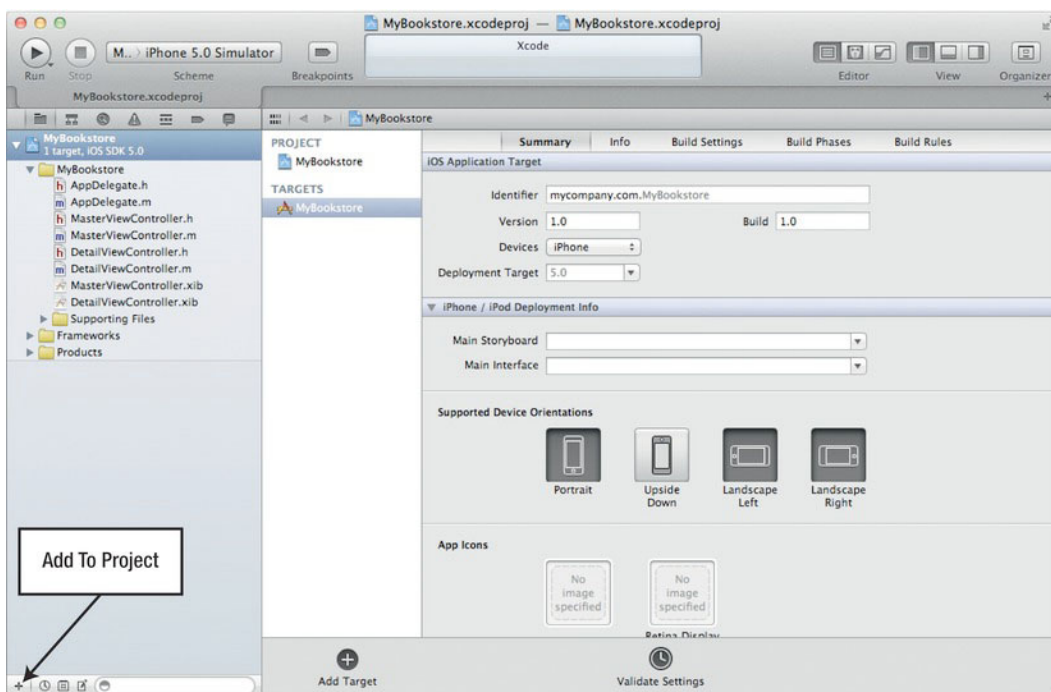 MyBookstore.xcodeproj — MyBookstore.xcodeproj
M.. iPhone 5.0 Simulator
Xcode
Run Stop Scheme Breakpoints Editor View Organizer
MyBookstore.xcodeproj
MyBookstore
MyBookstore
1 target, iOS SDK 5.0
MyBookstore
h AppDelegate.h
m AppDelegate.m
h MasterViewController.h
m MasterViewController.m
h DetailViewController.h
m DetailViewController.m
MasterViewController.xib
DetailViewController.xib
Supporting Files
Frameworks
Products
PROJECT
MyBookstore
TARGETS
MyBookstore
Summary Info Build Settings Build Phases Build Rules
iOS Application Target
Identifier mycompany.com.MyBookstore
Version 1.0 Build 1.0
Devices iPhone
Deployment Target 5.0
iPhone / iPod Deployment Info
Main Storyboard
Main Interface
Supported Device Orientations
Portrait
Upside
Down
Landscape
Left
Landscape
Right
App Icons
No
image
specified
No
image
specified
Retina Display
Add To Project
Add Target
Validate Settings